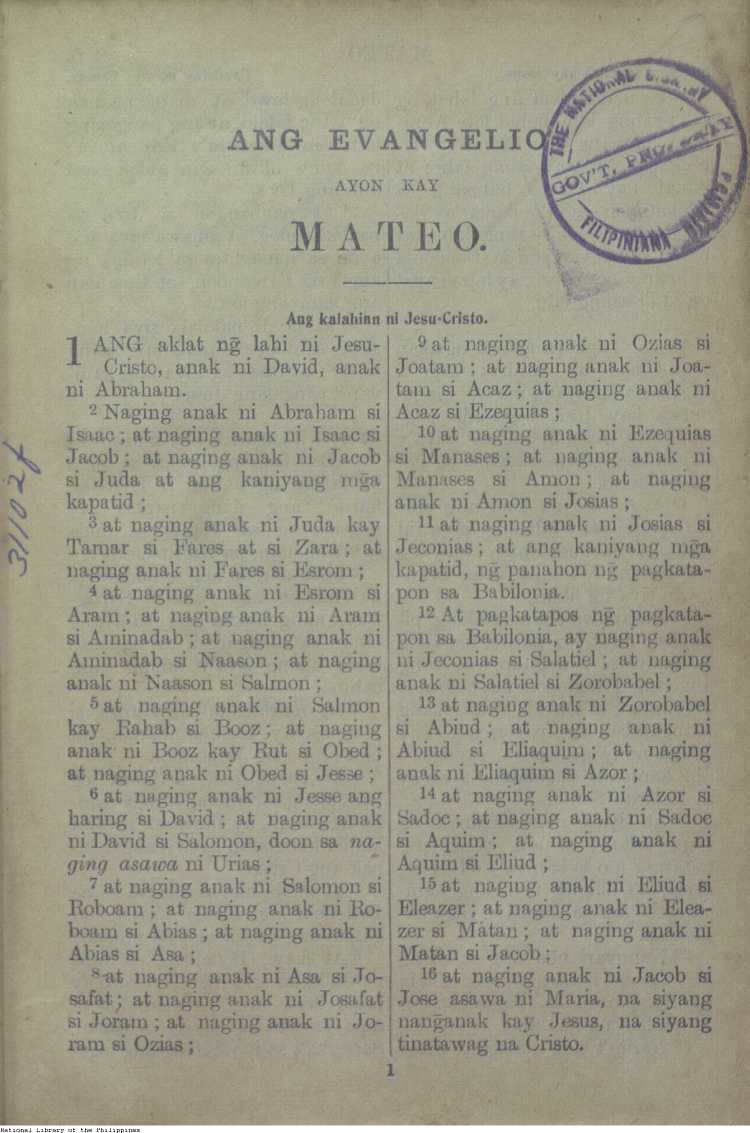 ANG EVANGELIO
AYON KAY
MATEO.
THE NATIONAL LIBRARY
GOV'T.
FILIPINIANA DIVISION
31102f
Ang kalahian ni Jesu-Cristo.
1 ANG aklat ng̃ lahi ni Jesu-
Cristo, anak ni David, anak
ni Abraham.
2 Naging anak ni Abraham si
Isaac; at naging anak ni Isaac si
Jacob; at naging anak ni Jacob
si Juda at ang kaniyang mg̃a
kapatid;
3 at naging anak ni Juda kay
Tamar si Fares at si Zara; at
naging anak ni Fares si Esrom;
4 at naging anak ni Esrom si
Aram; at naging anak ni Aram
si Aminadab; at naging anak ni
Aminadab si Naason; at naging
anak ni Naason si Salmon;
5 at naging anak ni Salmon
kay Rahab si Booz; at naging
anak ni Booz kay Rut si Obed;
at naging anak ni Obed si Jesse;
6 at naging anak ni Jesse ang
haring si David; at naging anak
ni David si Salomon, doon sa na-
ging asawa ni Urias;
7 at naging anak ni Salomon si
Roboam; at naging anak ni Ro-
boam si Abias; at naging anak ni
Abias si Asa;
8 at naging anak ni Asa si Jo-
safat; at naging anak ni Josafat
si Joram; at naging anak ni Jo-
ram si Ozias;
9 at naging anak ni Ozias si
Joatam; at naging anak ni Joa-
tam si Acaz; at naging anak ni
Acaz si Ezequias;
10 at naging anak ni Ezequias
si Manases; at naging anak ni
Manases si Amon; at naging
anak ni Amon si Josias;
11 at naging anak ni Josias si
Jeconias; at ang kaniyang mg̃a
kapatid, ng̃ panahon ng̃ pagkata-
pon sa Babilonia.
12 At pagkatapos ng̃ pagkata-
pon sa Babilonia, ay naging anak
ni Jeconias si Salatiel; at naging
anak ni Salatiel si Zorobabel;
13 at naging anak ni Zorobabel
si Abiud; at naging anak ni
Abiud si Eliaquim; at naging
anak ni Eliaquim si Azor;
14 at naging anak ni Azor si
Sadoc; at naging anak ni Sadoc
si Aquim; at naging anak ni
Aquim si Eliud;
15 at naging anak ni Eliud si
Eleazer; at naging anak ni Elea-
zer si Matan; at naging anak ni
Matan si Jacob;
16 at naging anak ni Jacob si
Jose asawa ni Maria, na siyang
nang̃anak kay Jesus, na siyang
tinatawag na Cristo.
1
National Library of the Philippines